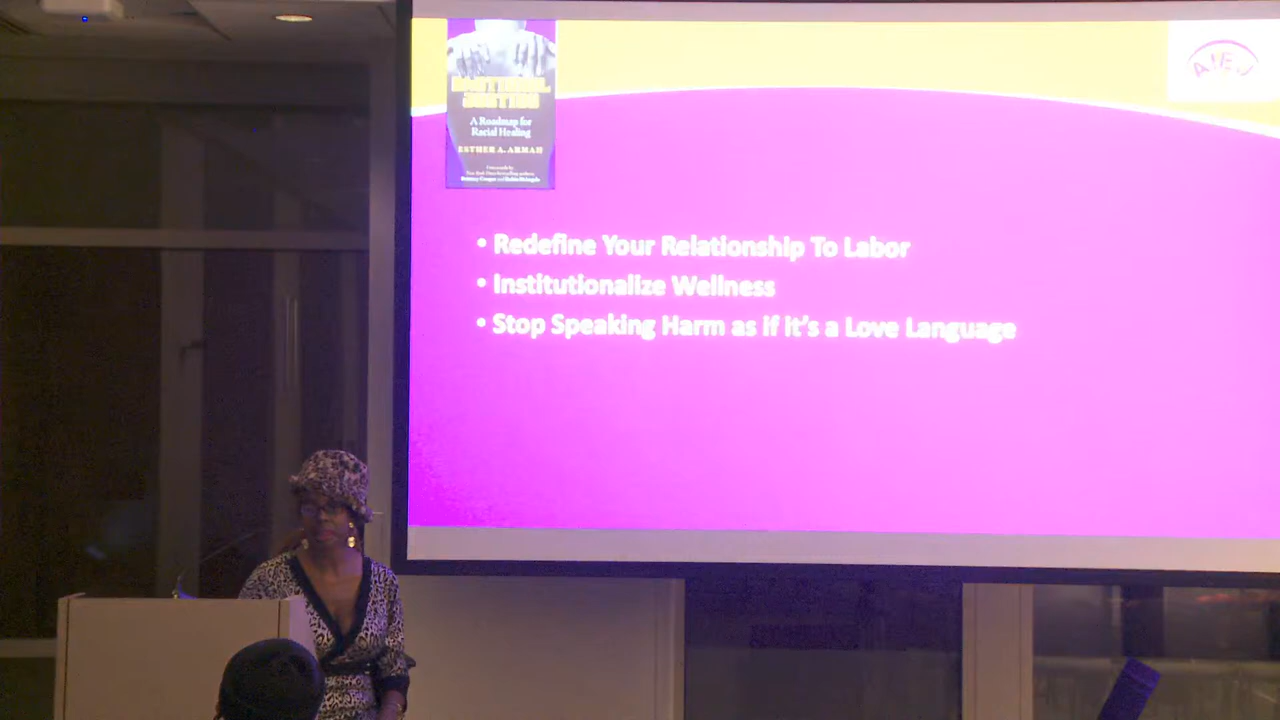 A Roadmap for
Racial Healing
ESTHER A. ARMAH
AIEJ
• Redefine Your Relationship To Labor
• Institutionalize Wellness
• Stop Speaking Harm as if it's a Love Language